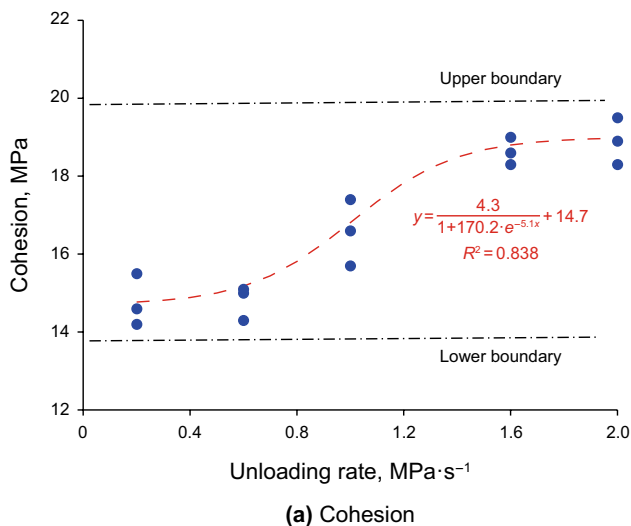 22
20
18
16
14
12
Cohesion, MPa
Upper boundary
y = 4.3 / (1+170.2·e^{−5.1x}) + 14.7
R² = 0.838
Lower boundary
0
0.4
0.8
1.2
1.6
2.0
Unloading rate, MPa·s⁻¹
(a) Cohesion